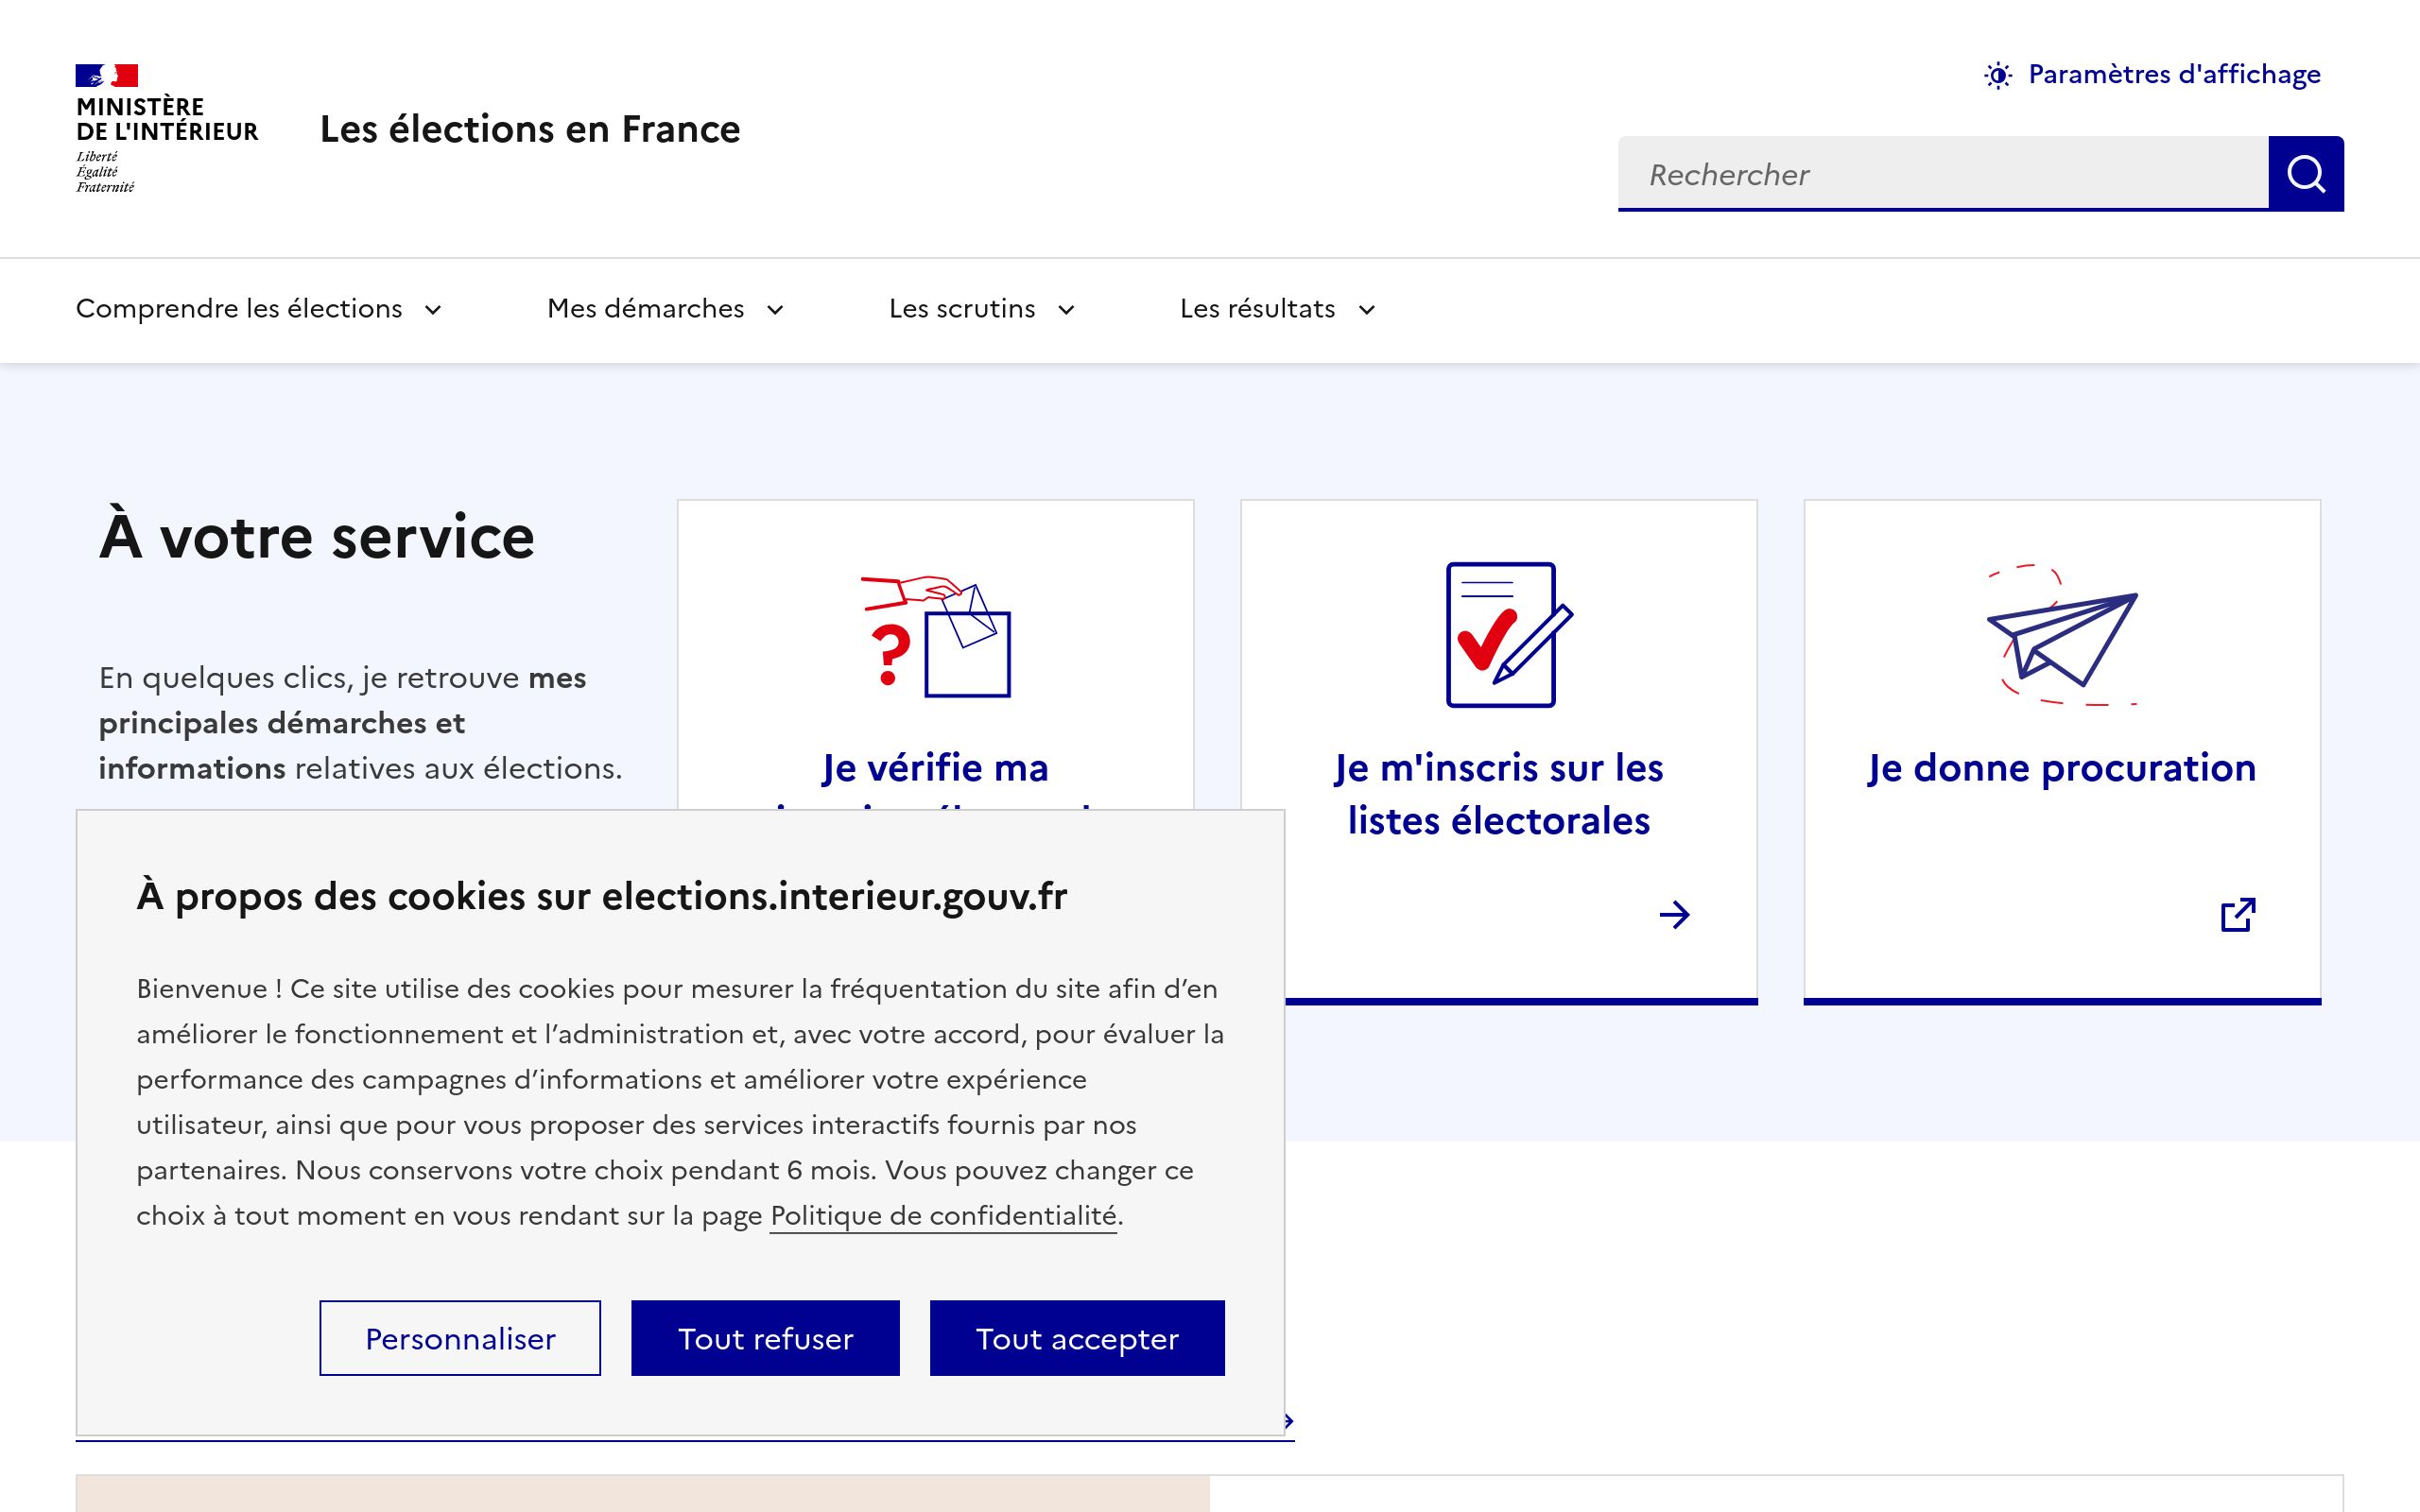 MINISTÈRE
DE L'INTÉRIEUR
Liberté
Égalité
Fraternité
Les élections en France
Paramètres d'affichage
Rechercher
Comprendre les élections
Mes démarches
Les scrutins
Les résultats
À votre service
En quelques clics, je retrouve mes
principales démarches et
informations relatives aux élections.
Je vérifie ma
Je m'inscris sur les
listes électorales
Je donne procuration
À propos des cookies sur elections.interieur.gouv.fr
Bienvenue ! Ce site utilise des cookies pour mesurer la fréquentation du site afin d’en
améliorer le fonctionnement et l’administration et, avec votre accord, pour évaluer la
performance des campagnes d’informations et améliorer votre expérience
utilisateur, ainsi que pour vous proposer des services interactifs fournis par nos
partenaires. Nous conservons votre choix pendant 6 mois. Vous pouvez changer ce
choix à tout moment en vous rendant sur la page Politique de confidentialité.
Personnaliser
Tout refuser
Tout accepter